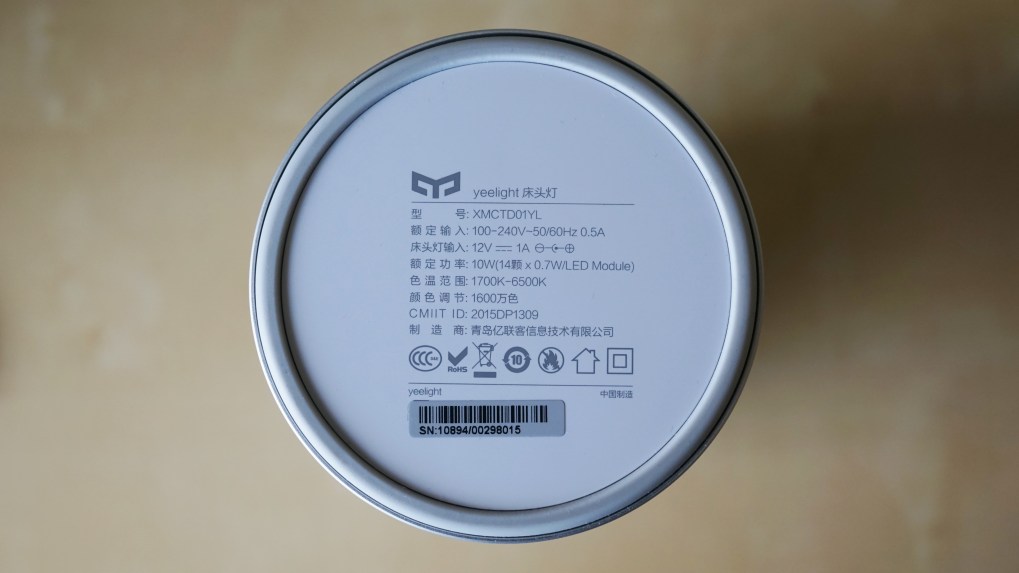 yeelight 床头灯
型 号: XMCTD01YL
额定输入: 100-240V~50/60Hz 0.5A
床头灯输入: 12V ⎓ 1A
额定功率: 10W(14颗 x 0.7W/LED Module)
色温范围: 1700K-6500K
颜色调节: 1600万色
CMIIT ID: 2015DP1309
制 造 商: 青岛亿联客信息技术有限公司
CCC RoHS 10
yeelight 中国制造
SN:10894/00298015